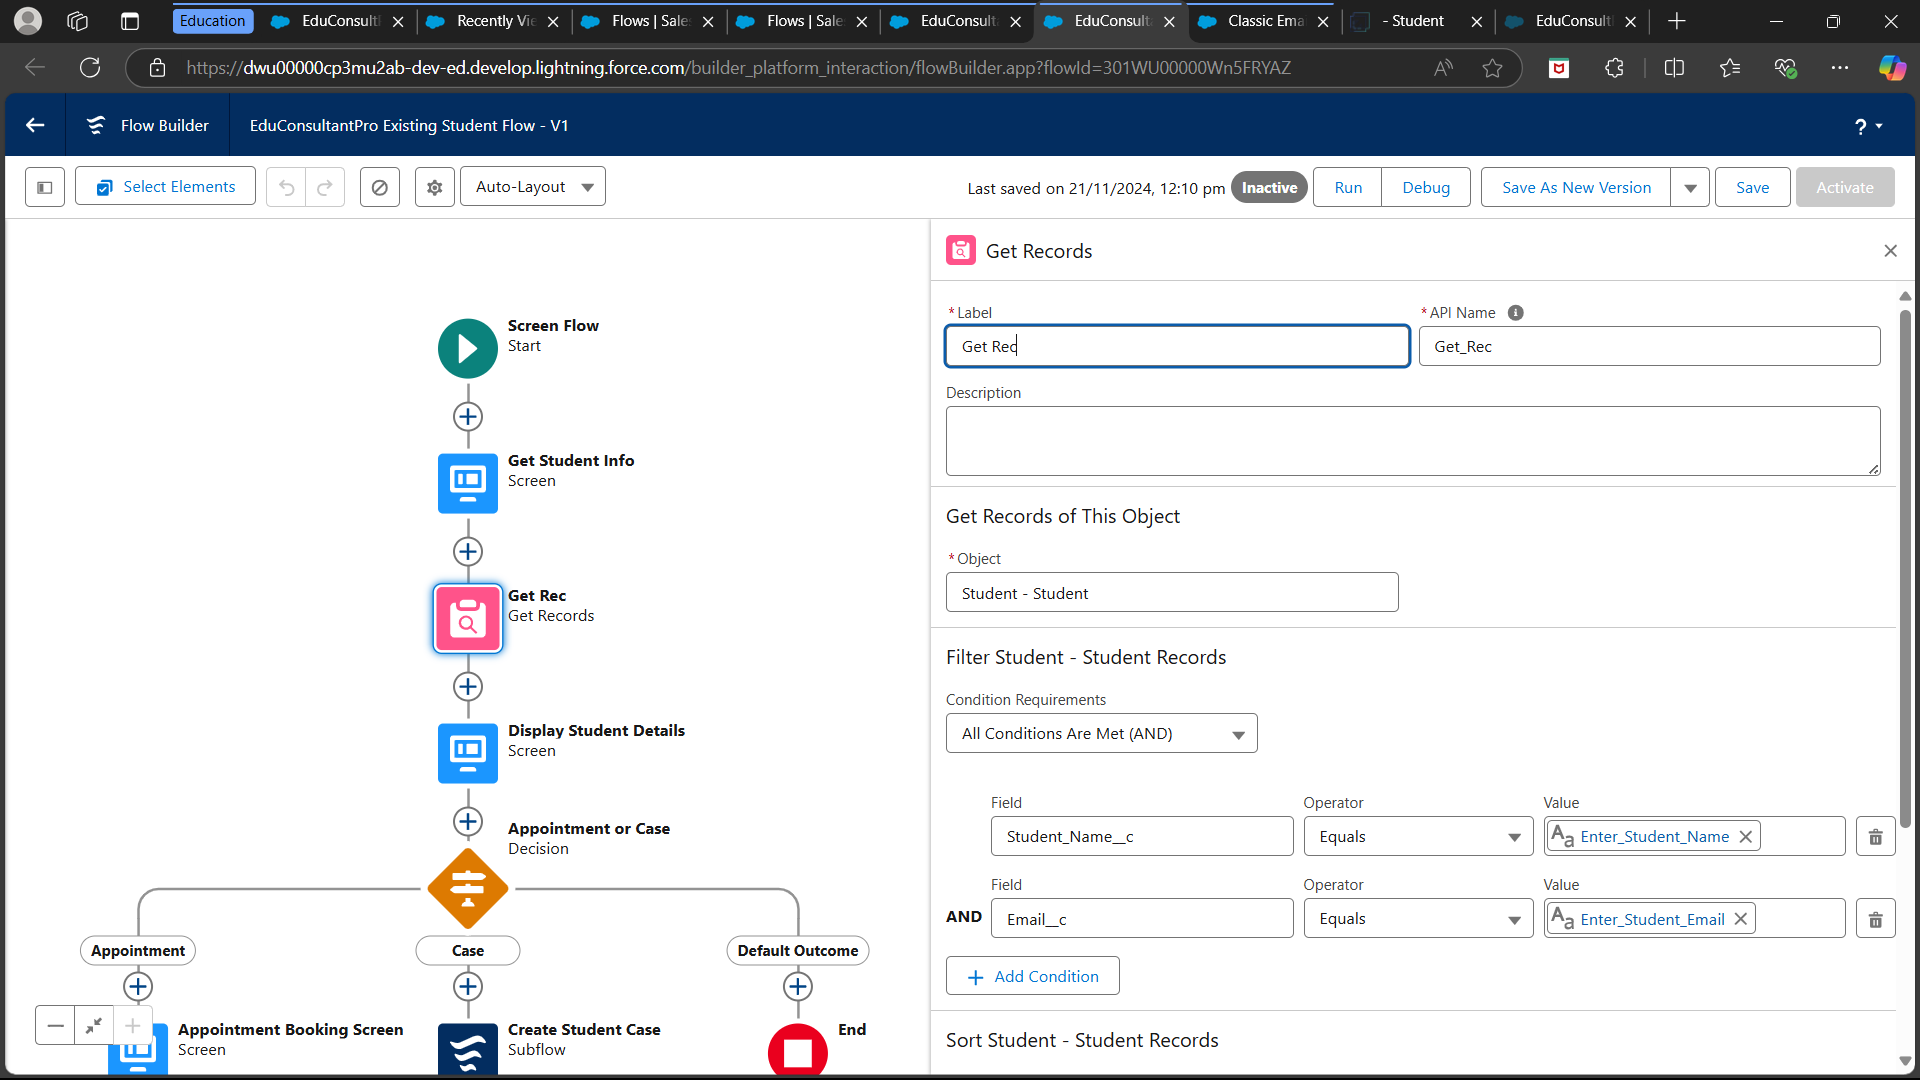 Education
EduConsultF
Recently Vie
Flows | Sale
Flows | Sale
EduConsult
EduConsult
Classic Ema
- Student
EduConsultF
https://dwu00000cp3mu2ab-dev-ed.develop.lightning.force.com/builder_platform_interaction/flowBuilder.app?flowId=301WU00000Wn5FRYAZ
Flow Builder
EduConsultantPro Existing Student Flow - V1
?
Select Elements
Auto-Layout
Last saved on 21/11/2024, 12:10 pm
Inactive
Run
Debug
Save As New Version
Save
Activate
Screen Flow
Start
Get Student Info
Screen
Get Rec
Get Records
Display Student Details
Screen
Appointment or Case
Decision
Appointment
Case
Default Outcome
Appointment Booking Screen
Screen
Create Student Case
Subflow
End
Get Records
*Label
Get Rec
*API Name
Get_Rec
Description
Get Records of This Object
*Object
Student - Student
Filter Student - Student Records
Condition Requirements
All Conditions Are Met (AND)
Field
Operator
Value
Student_Name__c
Equals
Aa Enter_Student_Name
Field
Operator
Value
AND
Email__c
Equals
Aa Enter_Student_Email
Add Condition
Sort Student - Student Records